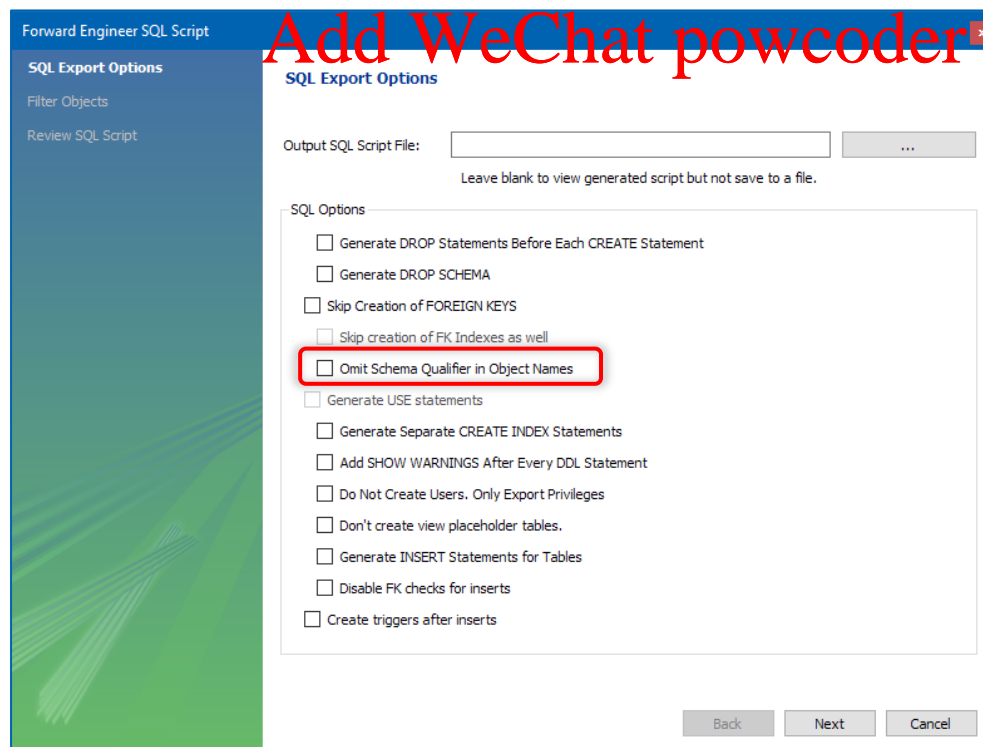 Forward Engineer SQL Script
Add WeChat powcoder
SQL Export Options
Filter Objects
Review SQL Script
SQL Export Options
Output SQL Script File:
...
Leave blank to view generated script but not save to a file.
SQL Options
Generate DROP Statements Before Each CREATE Statement
Generate DROP SCHEMA
Skip Creation of FOREIGN KEYS
Skip creation of FK Indexes as well
Omit Schema Qualifier in Object Names
Generate USE statements
Generate Separate CREATE INDEX Statements
Add SHOW WARNINGS After Every DDL Statement
Do Not Create Users. Only Export Privileges
Don't create view placeholder tables.
Generate INSERT Statements for Tables
Disable FK checks for inserts
Create triggers after inserts
Back
Next
Cancel